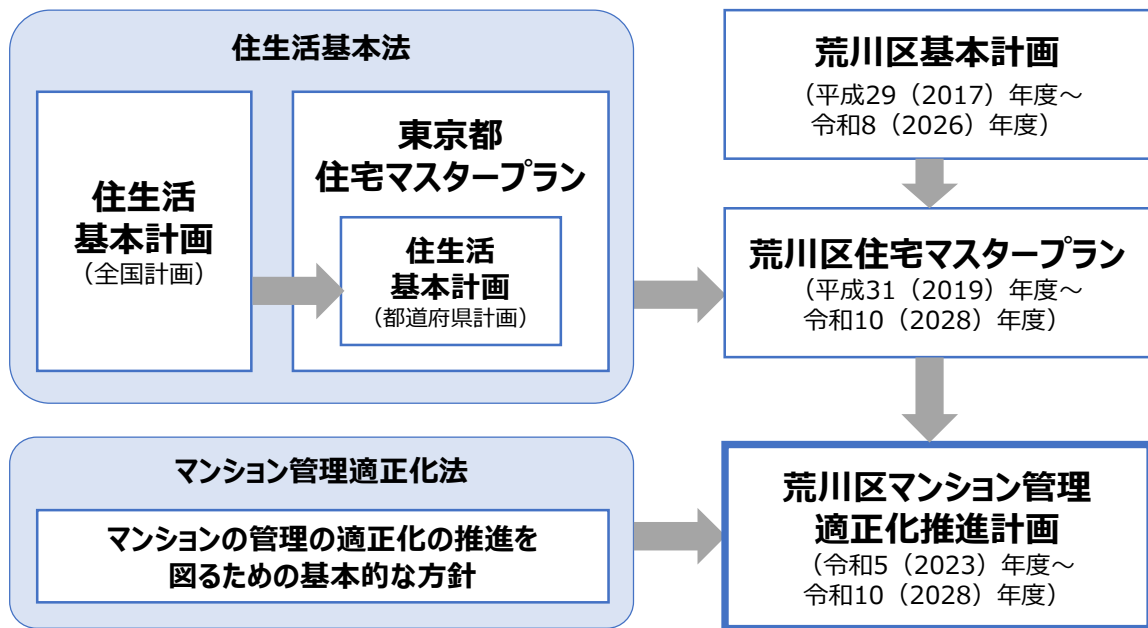 住生活基本法
住生活
基本計画
（全国計画）
東京都
住宅マスタープラン
住生活
基本計画
（都道府県計画）
マンション管理適正化法
マンションの管理の適正化の推進を
図るための基本的な方針
荒川区基本計画
（平成29（2017）年度～
令和8（2026）年度）
荒川区住宅マスタープラン
（平成31（2019）年度～
令和10（2028）年度）
荒川区マンション管理
適正化推進計画
（令和5（2023）年度～
令和10（2028）年度）